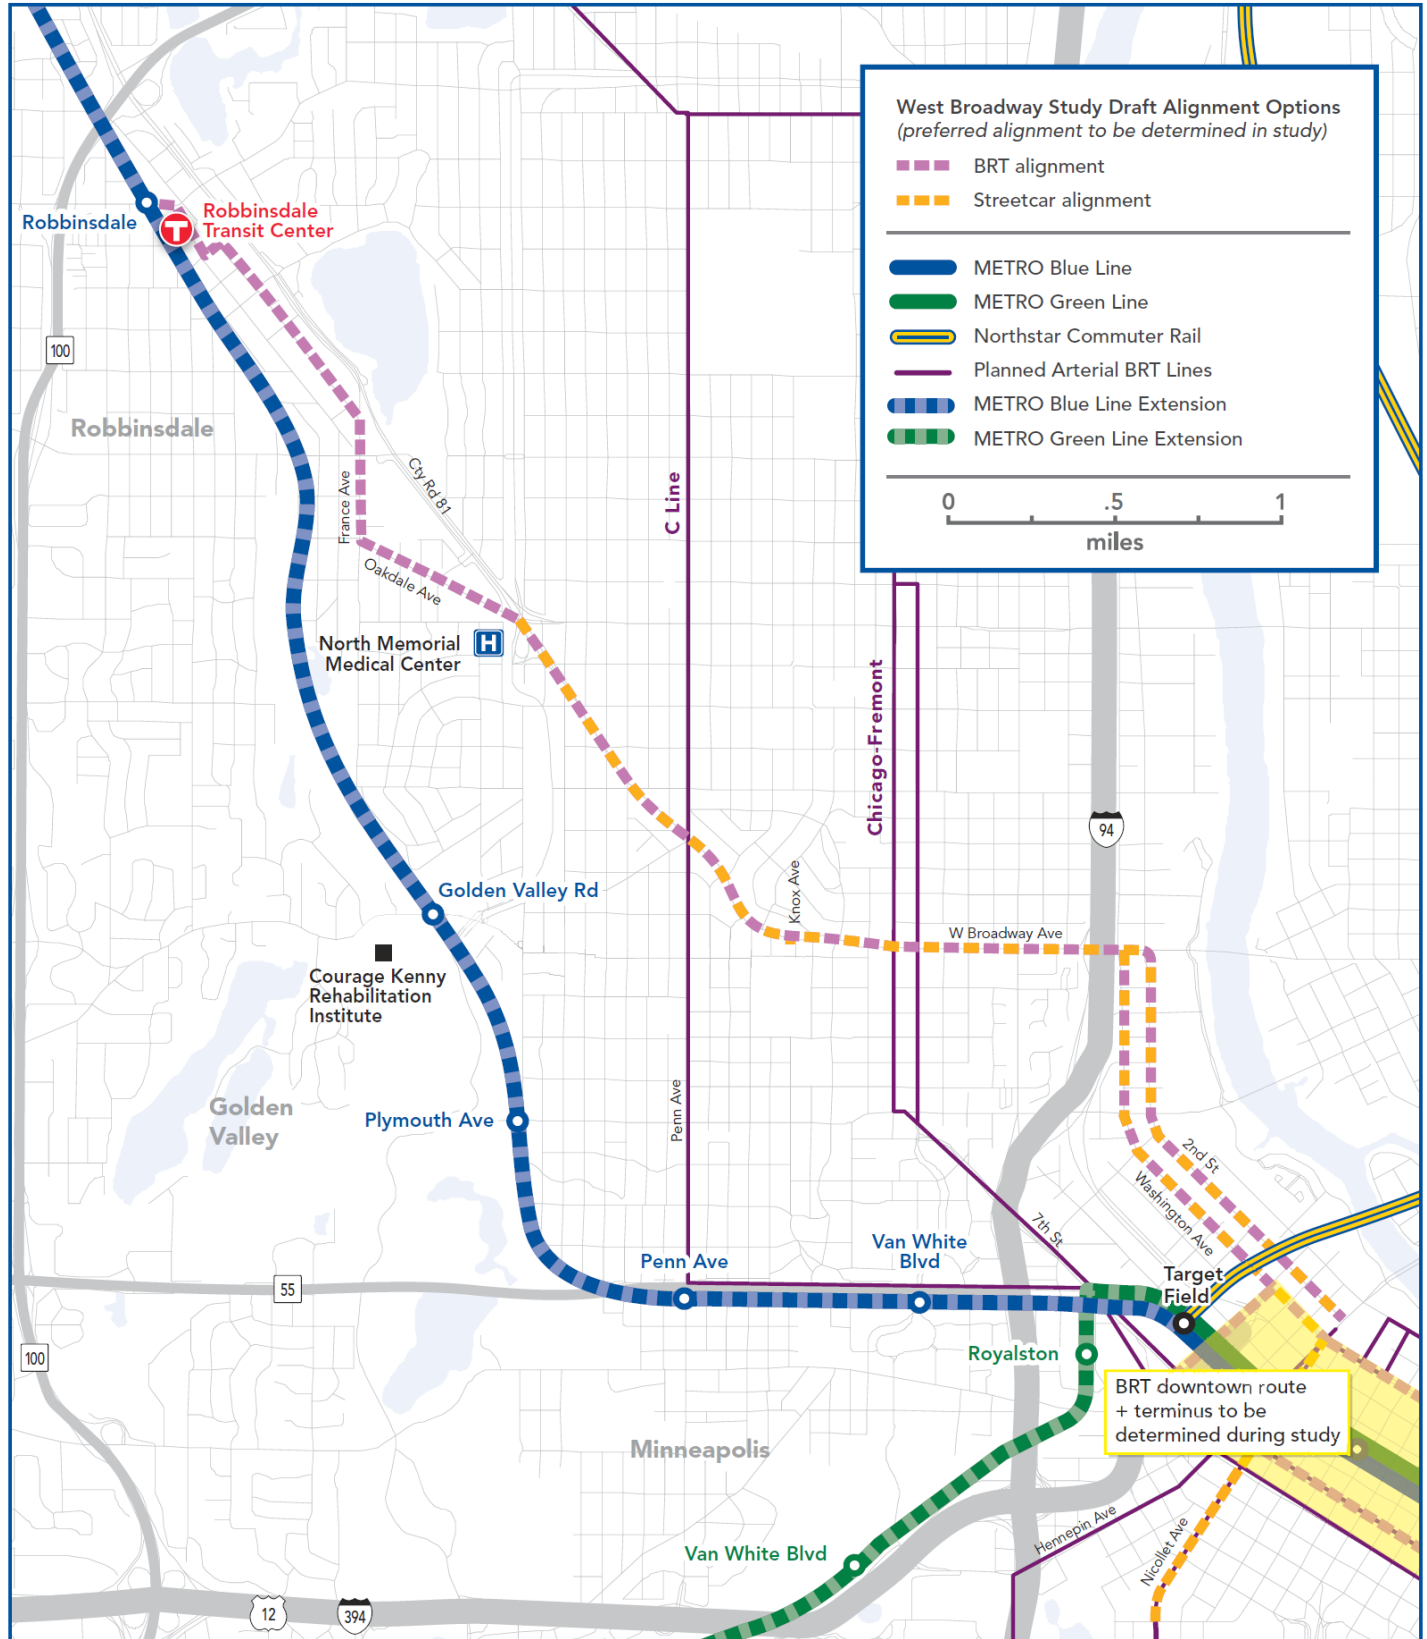 West Broadway Study Draft Alignment Options
(preferred alignment to be determined in study)
BRT alignment
Streetcar alignment
METRO Blue Line
METRO Green Line
Northstar Commuter Rail
Planned Arterial BRT Lines
METRO Blue Line Extension
METRO Green Line Extension
0 .5 1
miles
Robbinsdale
T
Robbinsdale
Transit Center
100
Robbinsdale
France Ave
Cty Rd 81
C Line
Oakdale Ave
North Memorial
Medical Center
H
Chicago-Fremont
94
Knox Ave
Golden Valley Rd
W Broadway Ave
Courage Kenny
Rehabilitation
Institute
Golden
Valley
Plymouth Ave
Penn Ave
2nd St
Washington Ave
7th St
Van White
Blvd
Penn Ave
Target
Field
55
100
Royalston
BRT downtown route
+ terminus to be
determined during study
Minneapolis
Hennepin Ave
Nicollet Ave
Van White Blvd
12
394